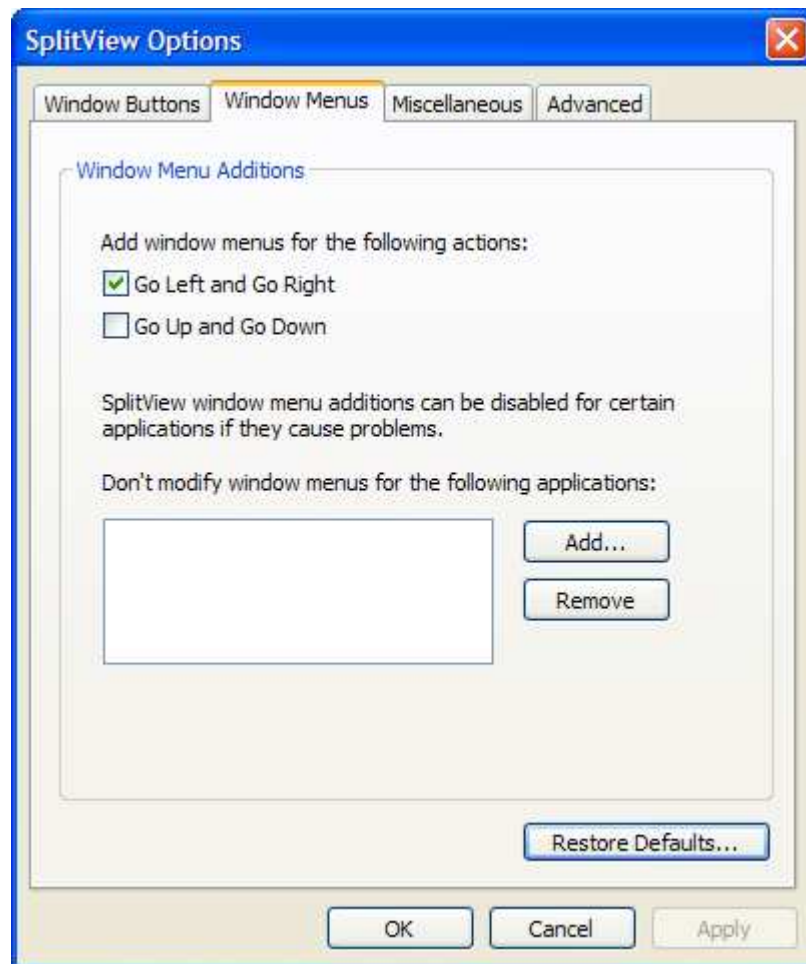 SplitView Options
Window Buttons Window Menus Miscellaneous Advanced
Window Menu Additions
Add window menus for the following actions:
Go Left and Go Right
Go Up and Go Down
SplitView window menu additions can be disabled for certain
applications if they cause problems.
Don't modify window menus for the following applications:
Add...
Remove
Restore Defaults...
OK Cancel Apply